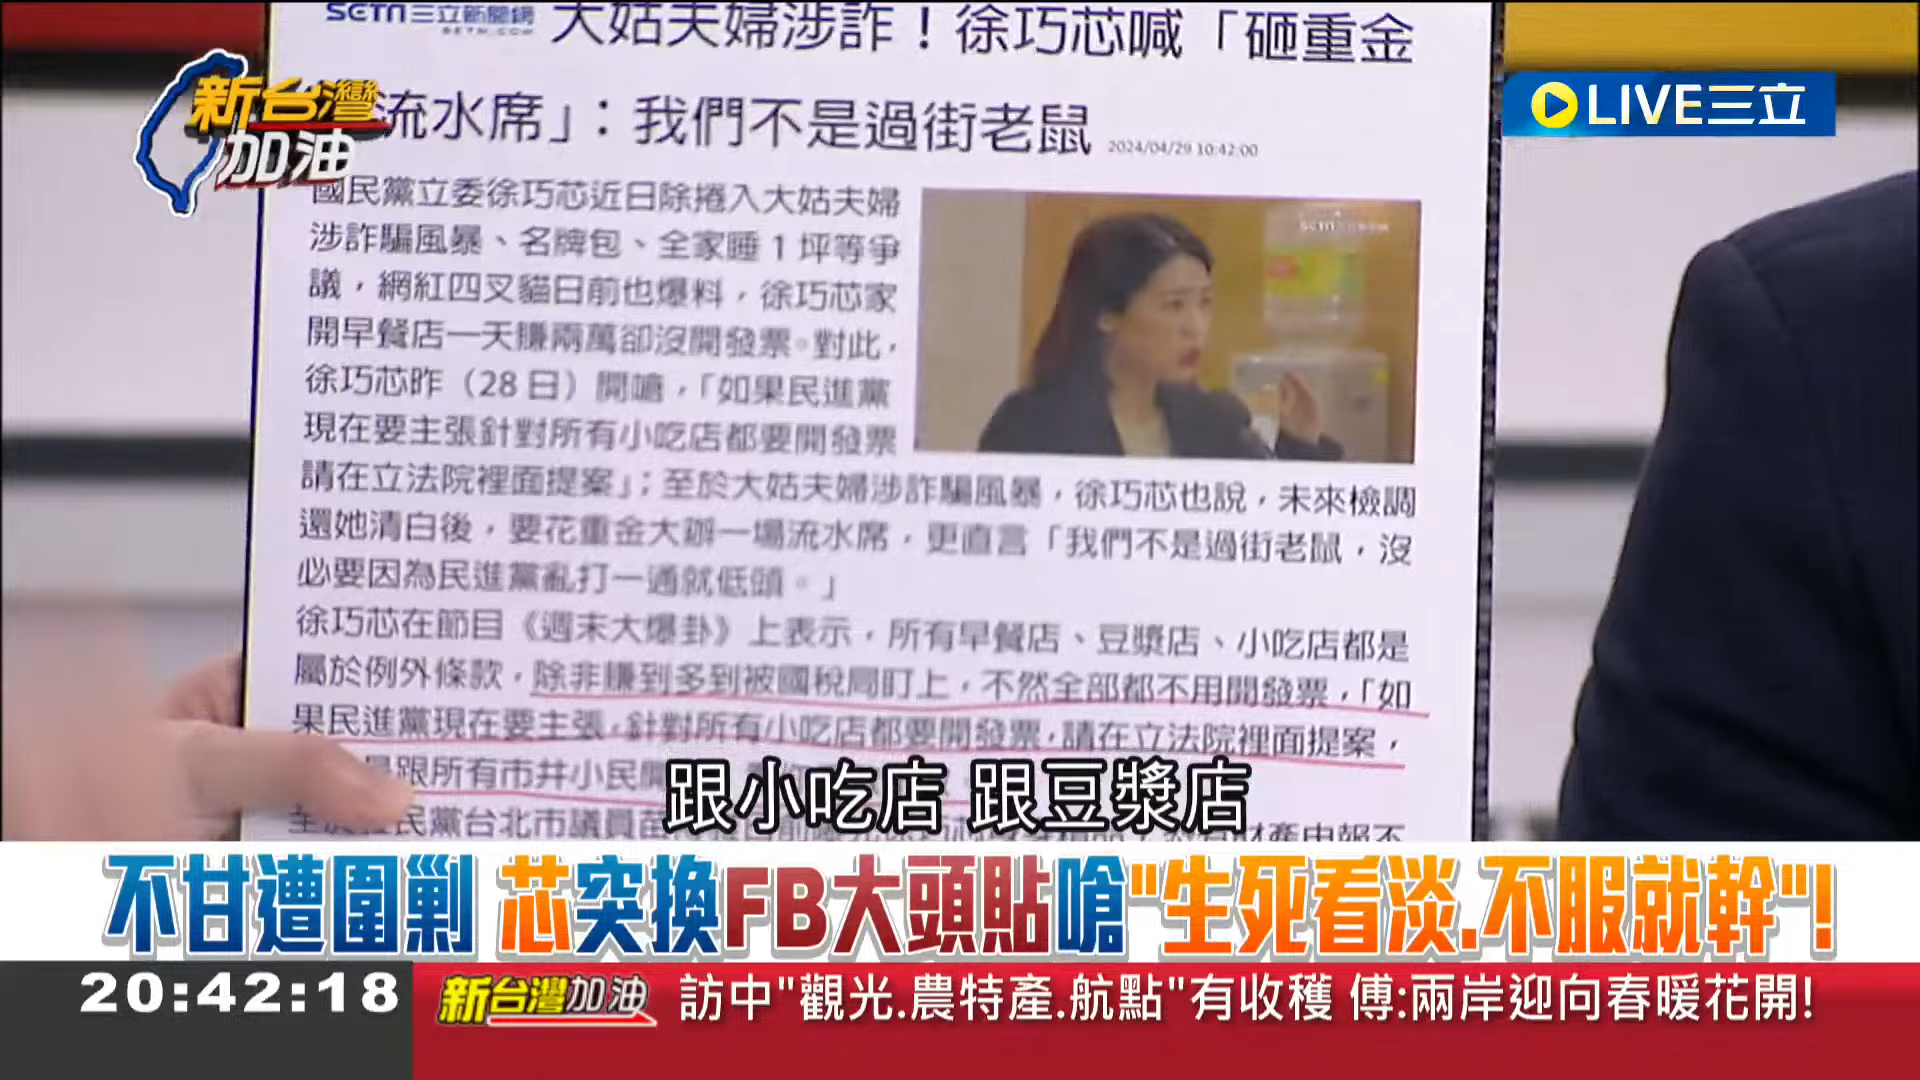 SETN三立新聞網
SETN.COM
大姑夫婦涉詐！徐巧芯喊「砸重金
流水席」：我們不是過街老鼠 2024/04/29 10:42:00
新台灣加油
LIVE三立
國民黨立委徐巧芯近日除捲入大姑夫婦
涉詐騙風暴、名牌包、全家睡1坪等爭
議，網紅四叉貓日前也爆料，徐巧芯家
開早餐店一天賺兩萬卻沒開發票。對此，
徐巧芯昨（28日）開嗆，「如果民進黨
現在要主張針對所有小吃店都要開發票
請在立法院裡面提案」；至於大姑夫婦涉詐騙風暴，徐巧芯也說，未來檢調
還她清白後，要花重金大辦一場流水席，更直言「我們不是過街老鼠，沒
必要因為民進黨亂打一通就低頭。」
徐巧芯在節目《週末大爆卦》上表示，所有早餐店、豆漿店、小吃店都是
屬於例外條款，除非賺到多到被國稅局盯上，不然全部都不用開發票，「如
果民進黨現在要主張，針對所有小吃店都要開發票，請在立法院裡面提案，
跟所有市井小民開
民黨台北市議員苗
跟小吃店 跟豆漿店
不甘遭圍剿 芯突換FB大頭貼嗆"生死看淡.不服就幹"!
20:42:18 新台灣加油 訪中"觀光.農特產.航點"有收穫 傅:兩岸迎向春暖花開!